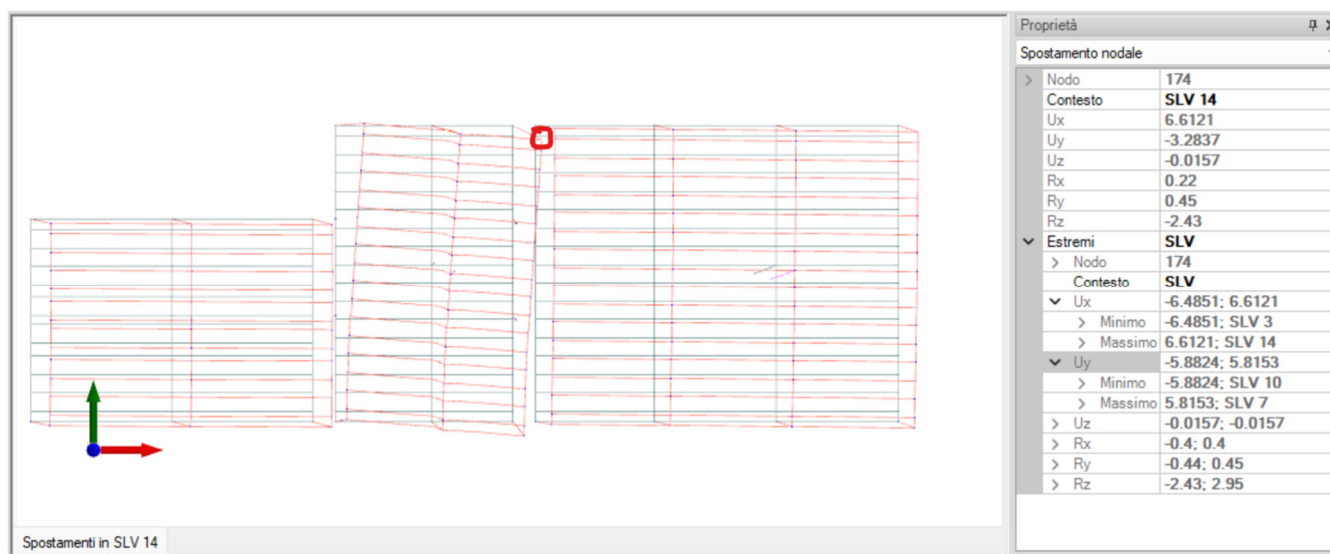 Proprietà
Spostamento nodale
Nodo 174
Contesto SLV 14
Ux 6.6121
Uy -3.2837
Uz -0.0157
Rx 0.22
Ry 0.45
Rz -2.43
Estremi SLV
Nodo 174
Contesto SLV
Ux -6.4851; 6.6121
Minimo -6.4851; SLV 3
Massimo 6.6121; SLV 14
Uy -5.8824; 5.8153
Minimo -5.8824; SLV 10
Massimo 5.8153; SLV 7
Uz -0.0157; -0.0157
Rx -0.4; 0.4
Ry -0.44; 0.45
Rz -2.43; 2.95
Spostamenti in SLV 14